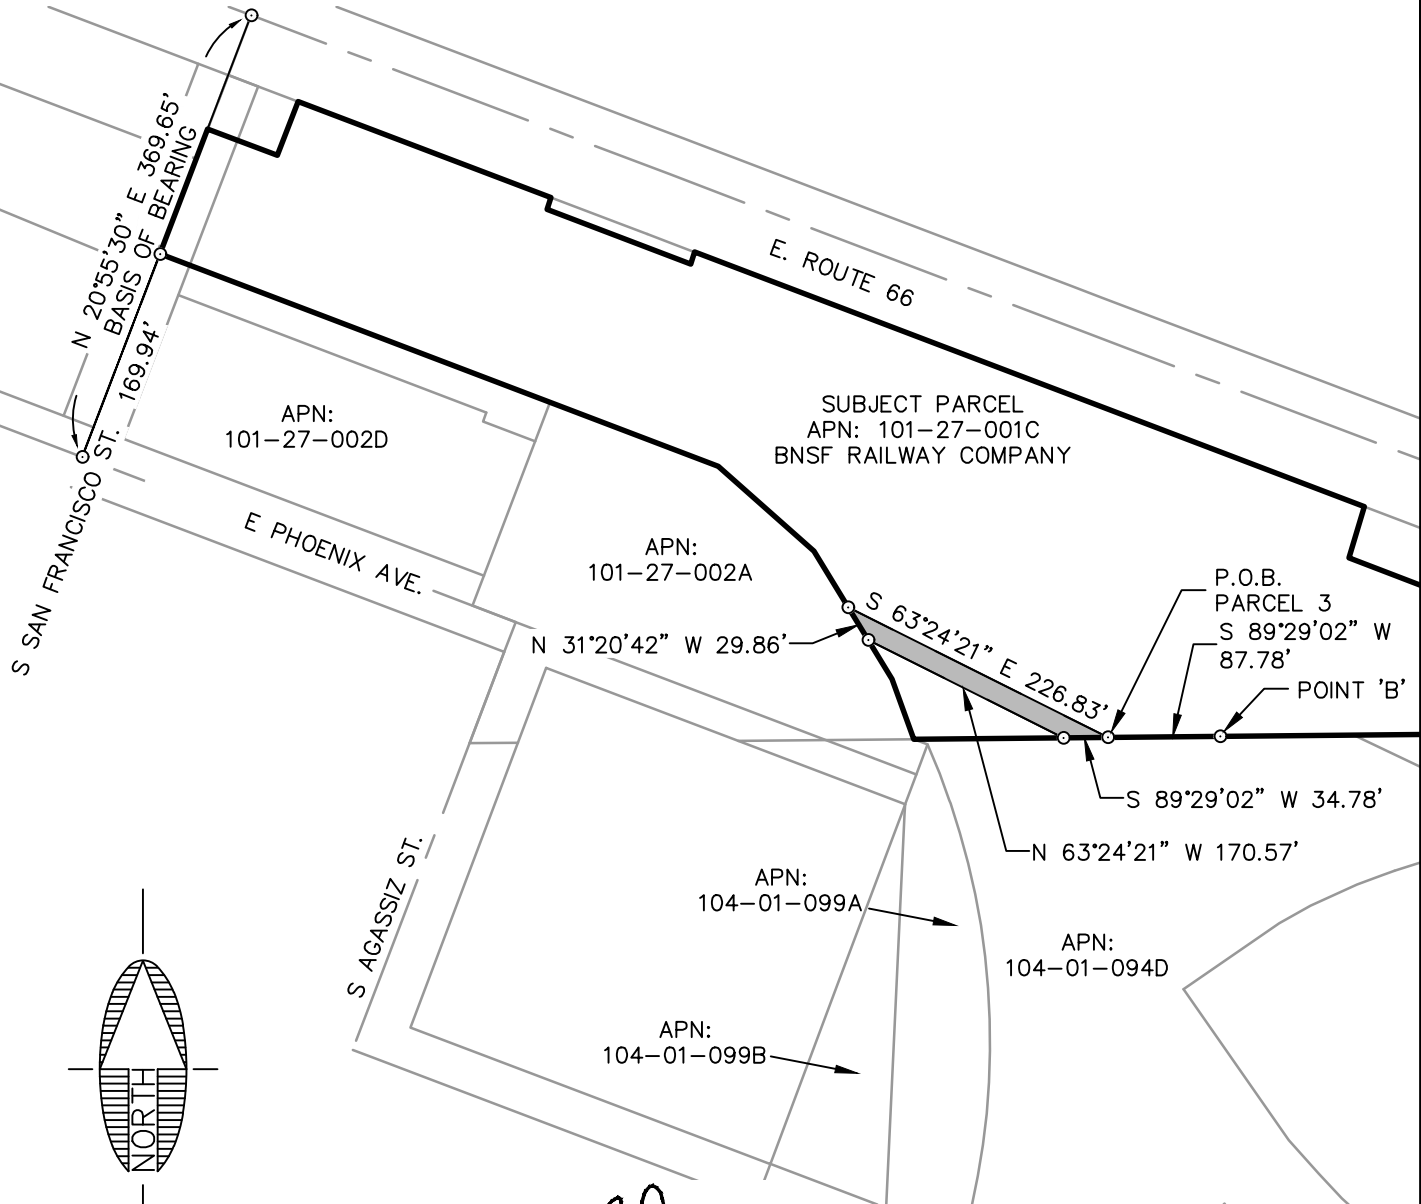 N 20°55'30" E 369.65'
BASIS OF BEARING
169.94'
E. ROUTE 66
SUBJECT PARCEL
APN: 101-27-001C
BNSF RAILWAY COMPANY
APN:
101-27-002D
S SAN FRANCISCO ST.
E PHOENIX AVE.
APN:
101-27-002A
P.O.B.
PARCEL 3
S 63°24'21" E 226.83'
S 89°29'02" W
87.78'
N 31°20'42" W 29.86'
POINT 'B'
S 89°29'02" W 34.78'
N 63°24'21" W 170.57'
S AGASSIZ ST.
APN:
104-01-099A
APN:
104-01-094D
APN:
104-01-099B
NORTH